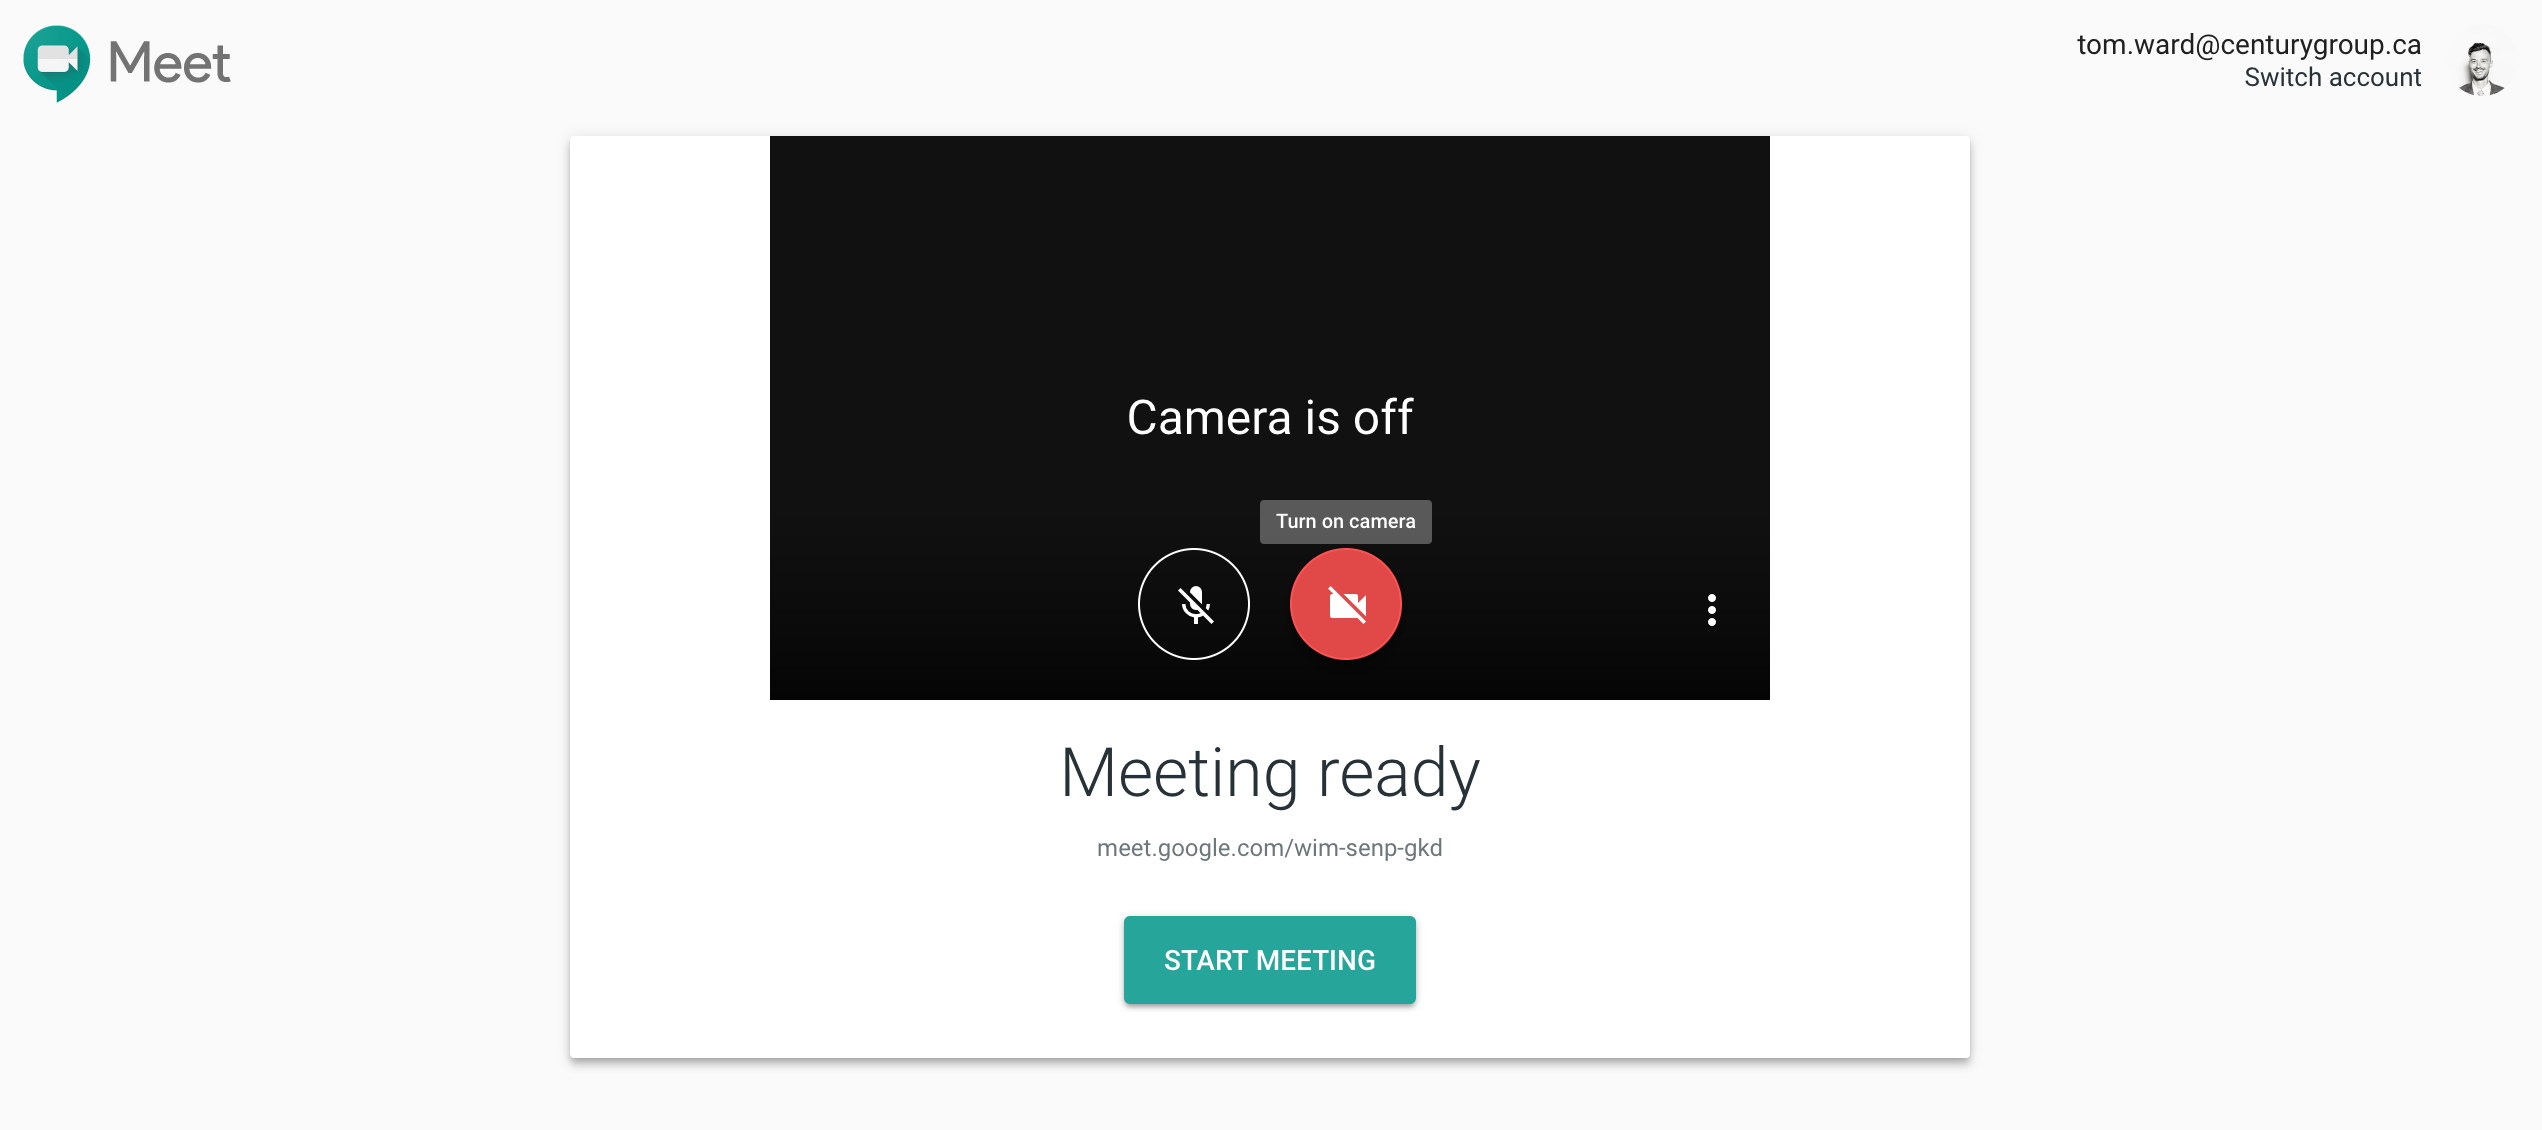 Meet
tom.ward@centurygroup.ca
Switch account
Camera is off
Turn on camera
Meeting ready
meet.google.com/wim-senp-gkd
START MEETING